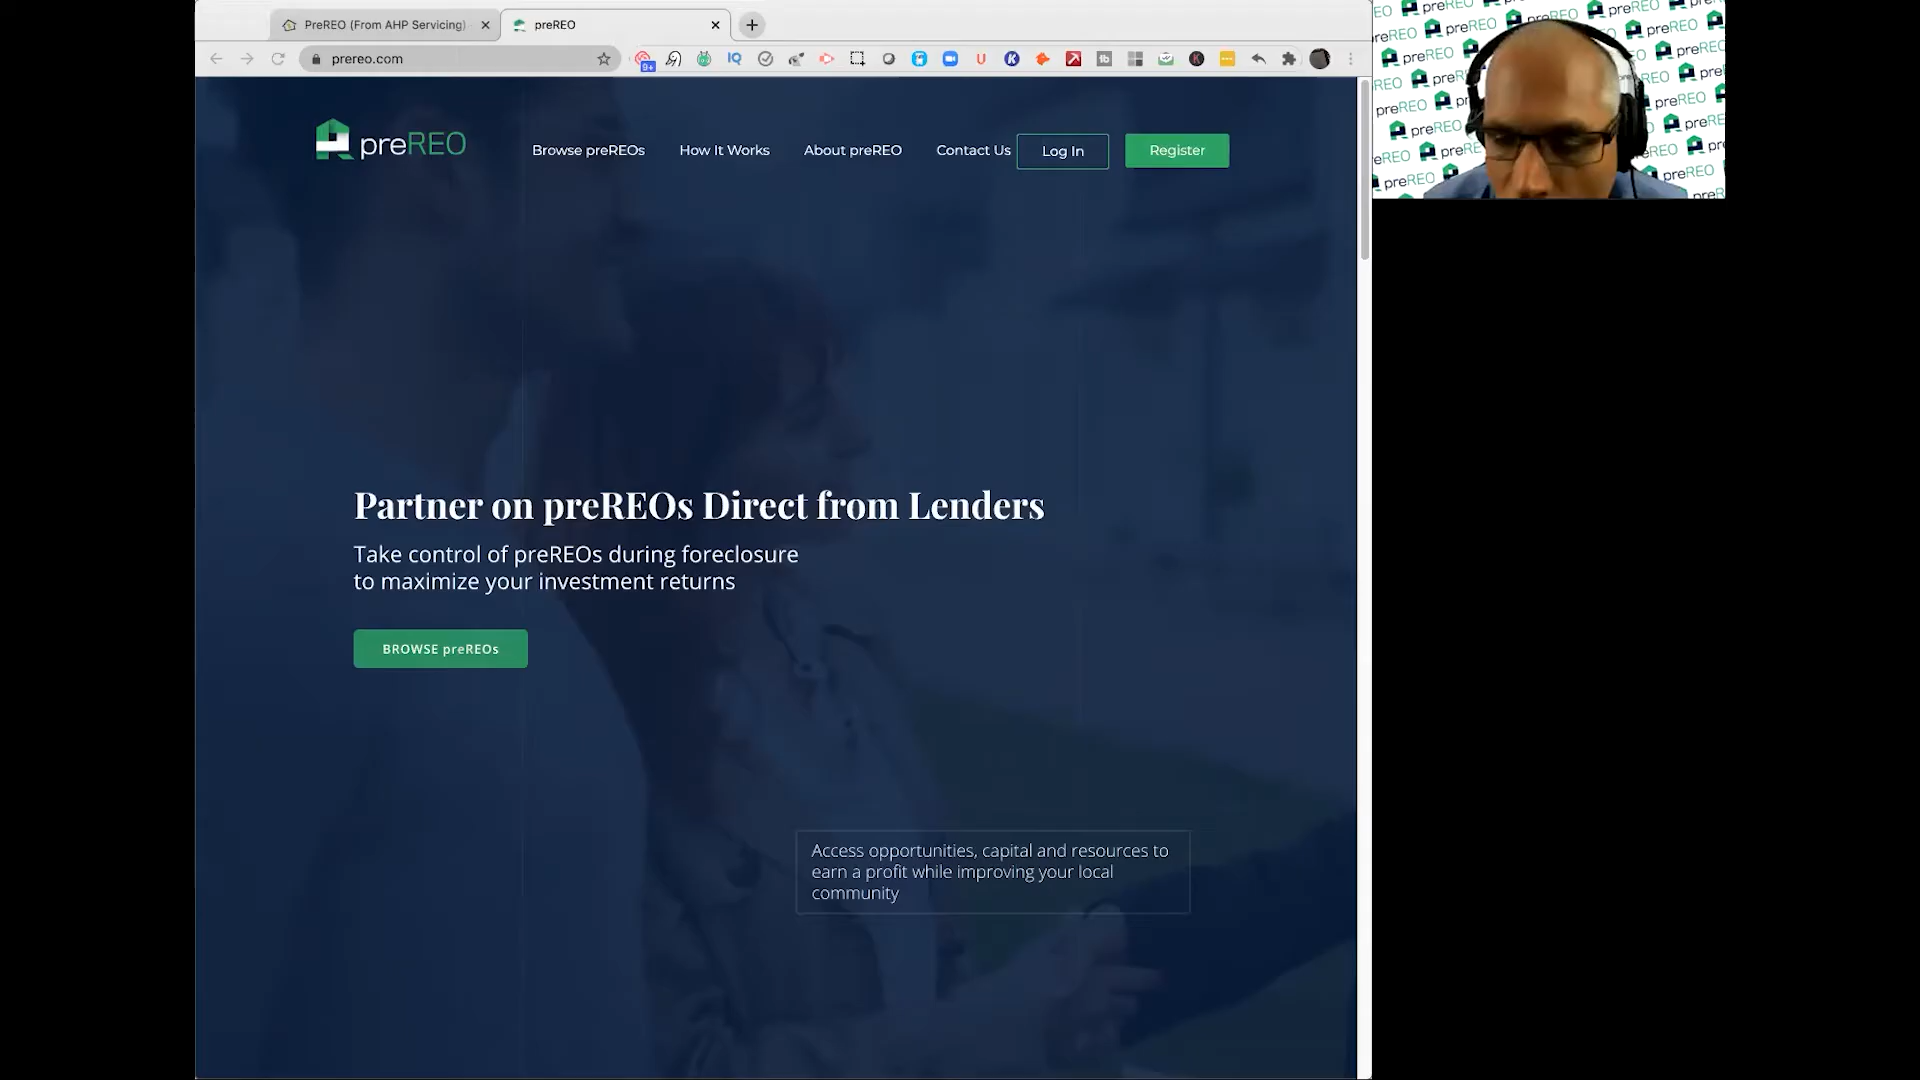 PreREO (From AHP Servicing)
preREO
prereo.com
9+
preREO
Browse preREOs
How It Works
About preREO
Contact Us
Log In
Register
Partner on preREOs Direct from Lenders
Take control of preREOs during foreclosure
to maximize your investment returns
BROWSE preREOs
Access opportunities, capital and resources to
earn a profit while improving your local
community